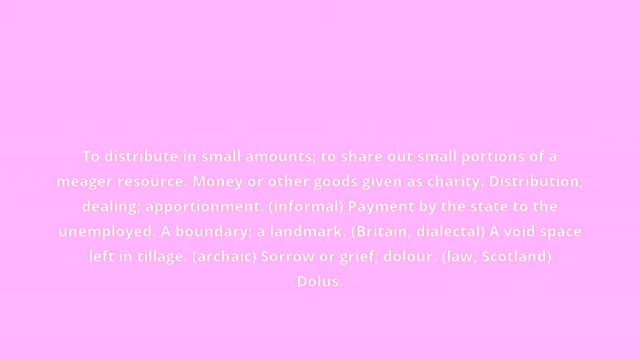 To distribute in small amounts; to share out small portions of a
meager resource. Money or other goods given as charity. Distribution;
dealing; apportionment. (informal) Payment by the state to the
unemployed. A boundary; a landmark. (Britain, dialectal) A void space
left in tillage. (archaic) Sorrow or grief; dolour. (law, Scotland)
Dolus.